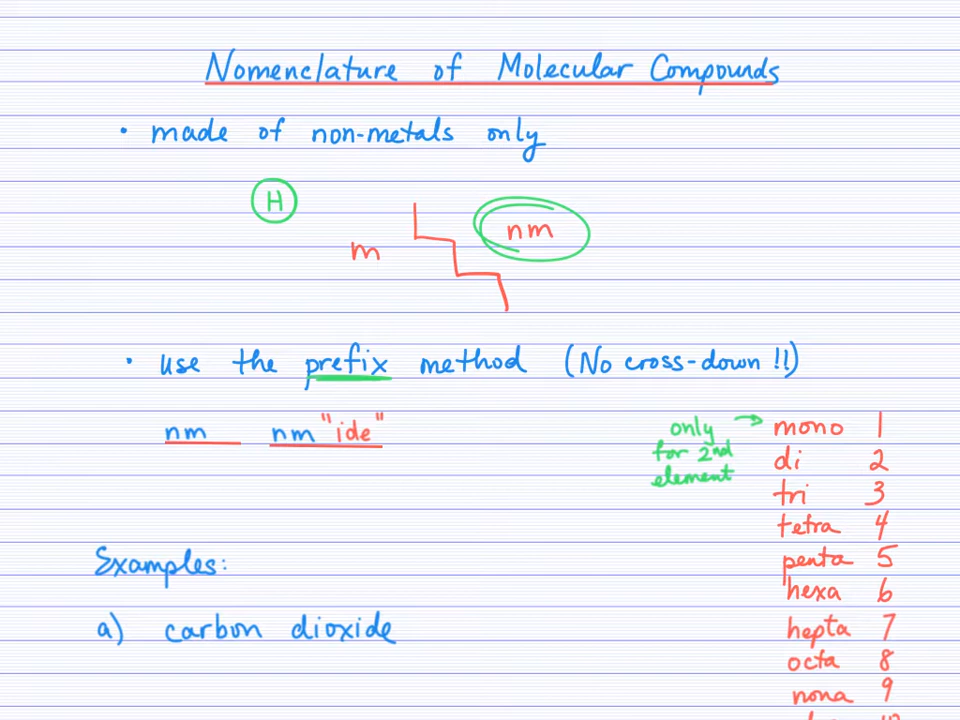 Nomenclature of Molecular Compounds
• made of non-metals only
H
m
nm
• use the prefix method (No cross-down !!)
nm nm "ide"
only for 2nd element → mono 1
di 2
tri 3
tetra 4
penta 5
hexa 6
hepta 7
octa 8
nona 9
Examples:
a) carbon dioxide